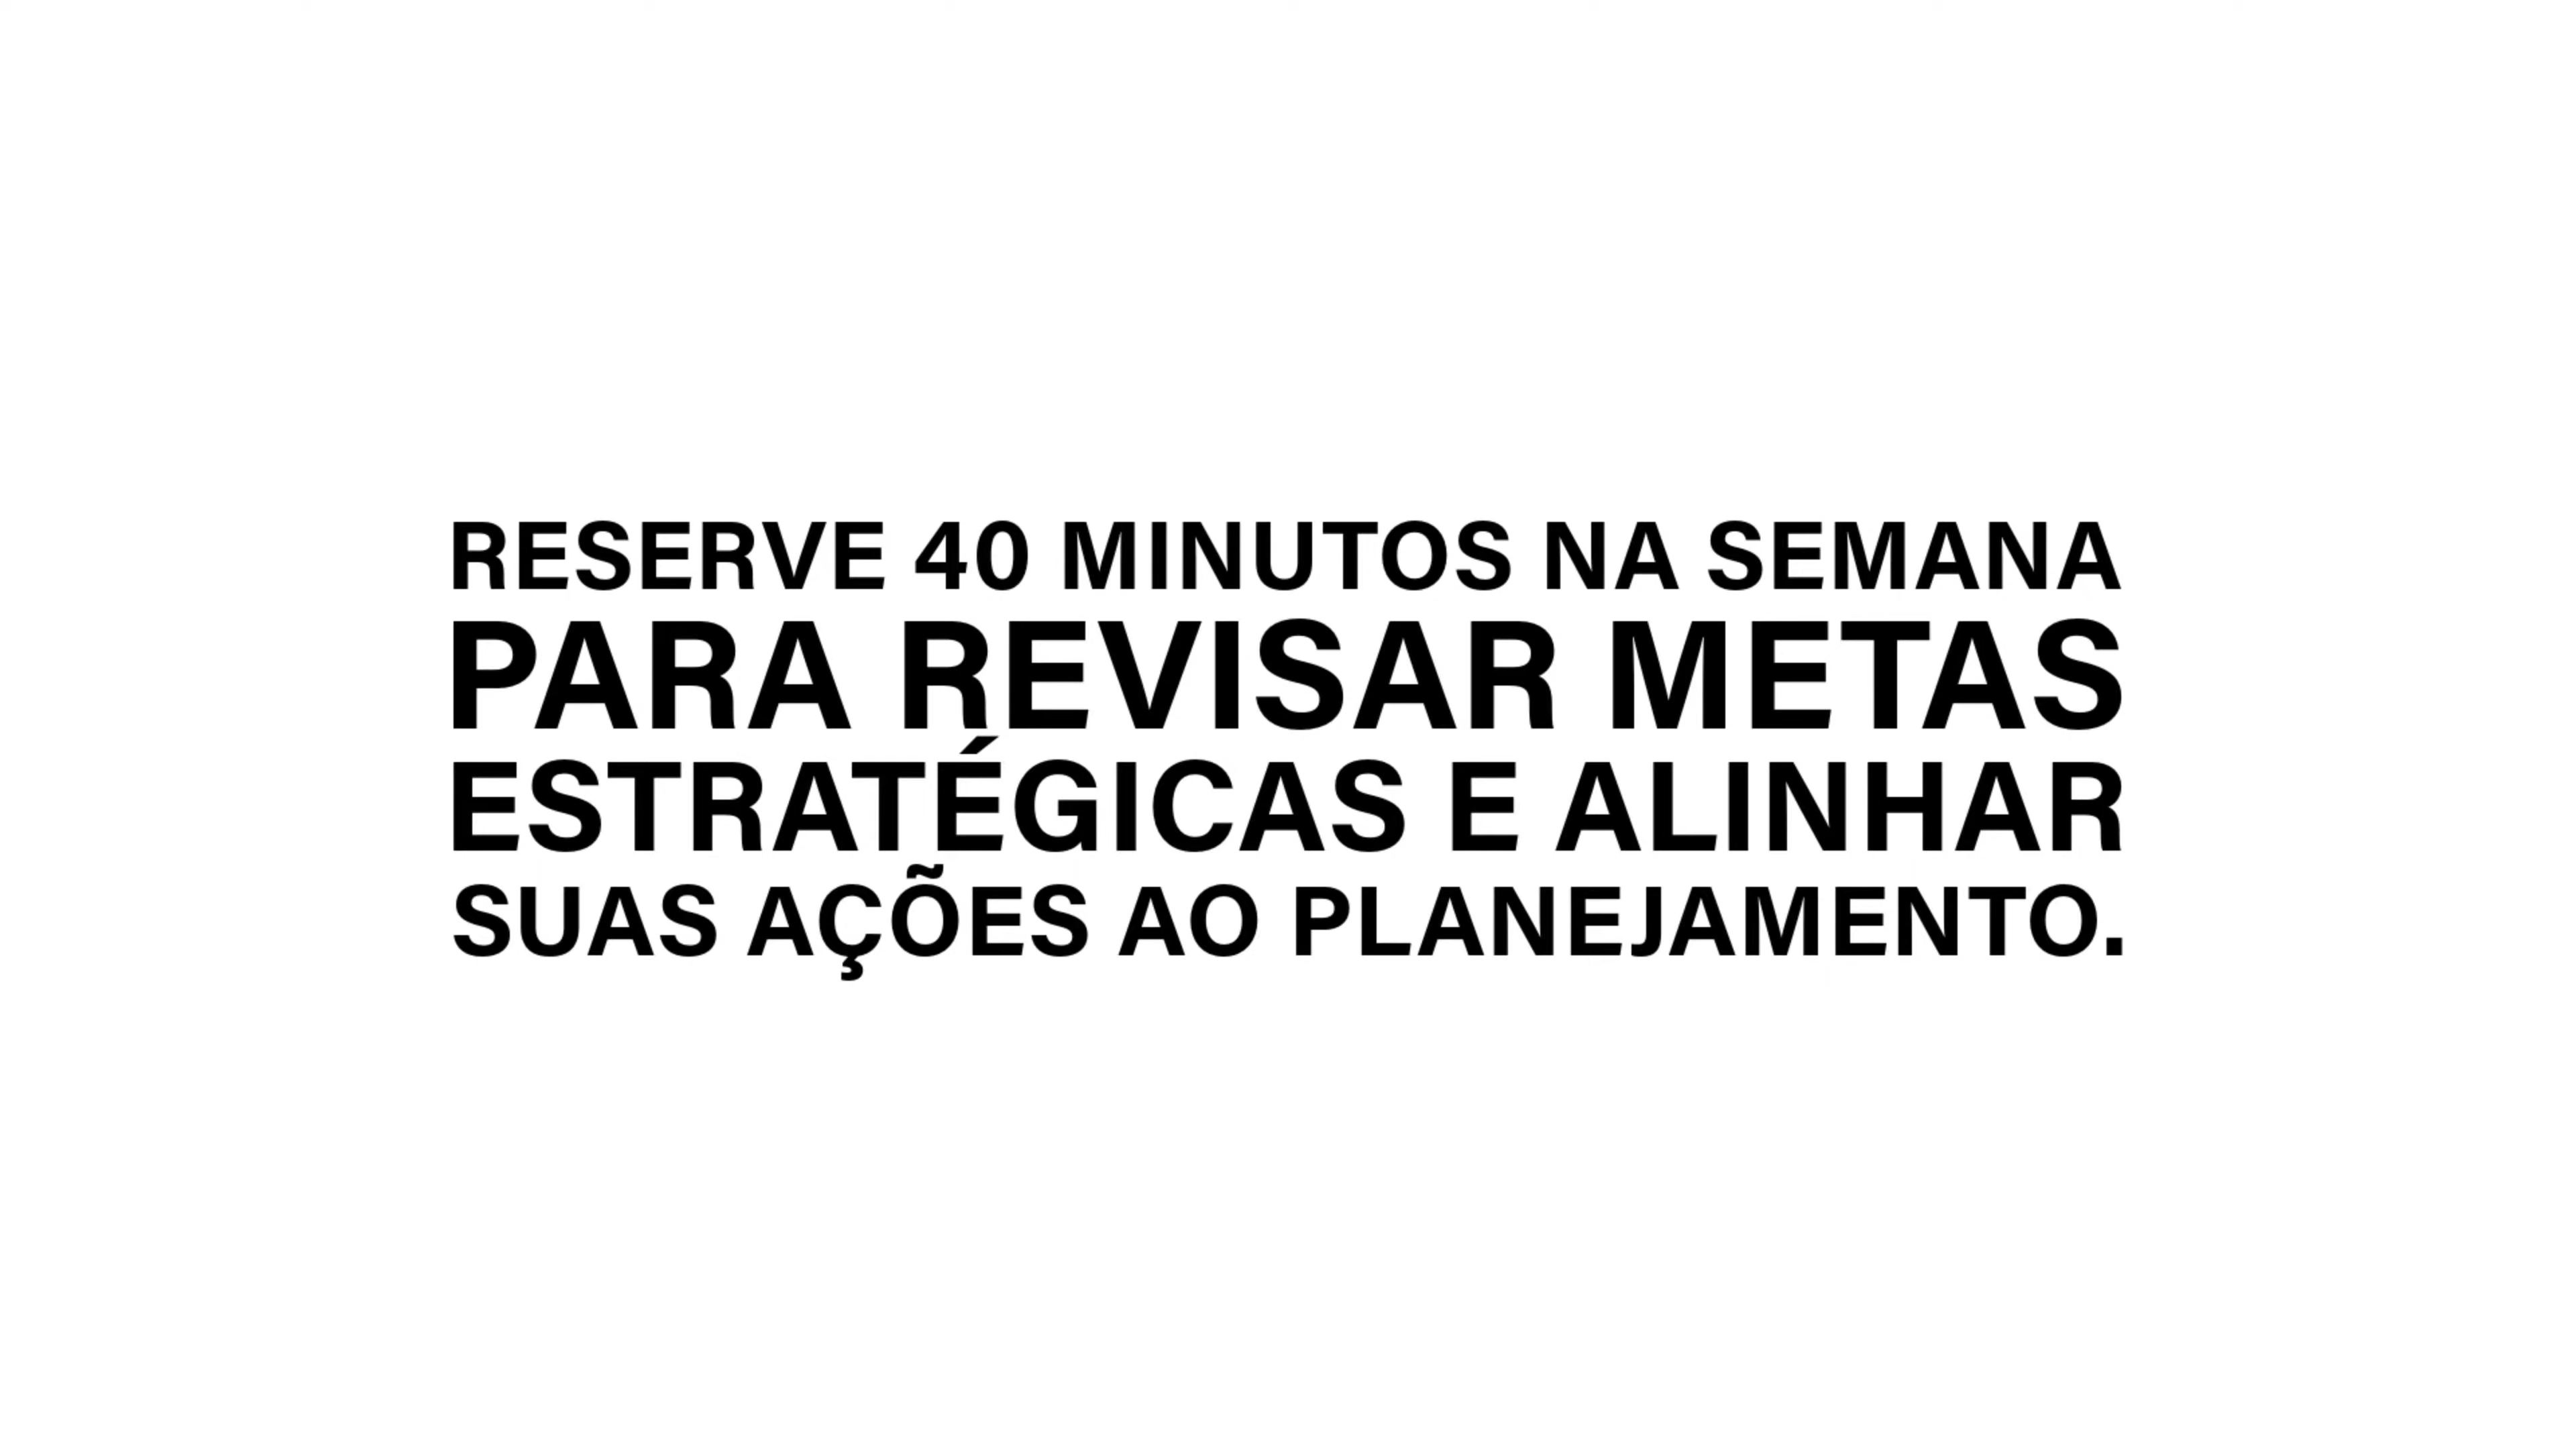 RESERVE 40 MINUTOS NA SEMANA
PARA REVISAR METAS
ESTRATÉGICAS E ALINHAR
SUAS AÇÕES AO PLANEJAMENTO.